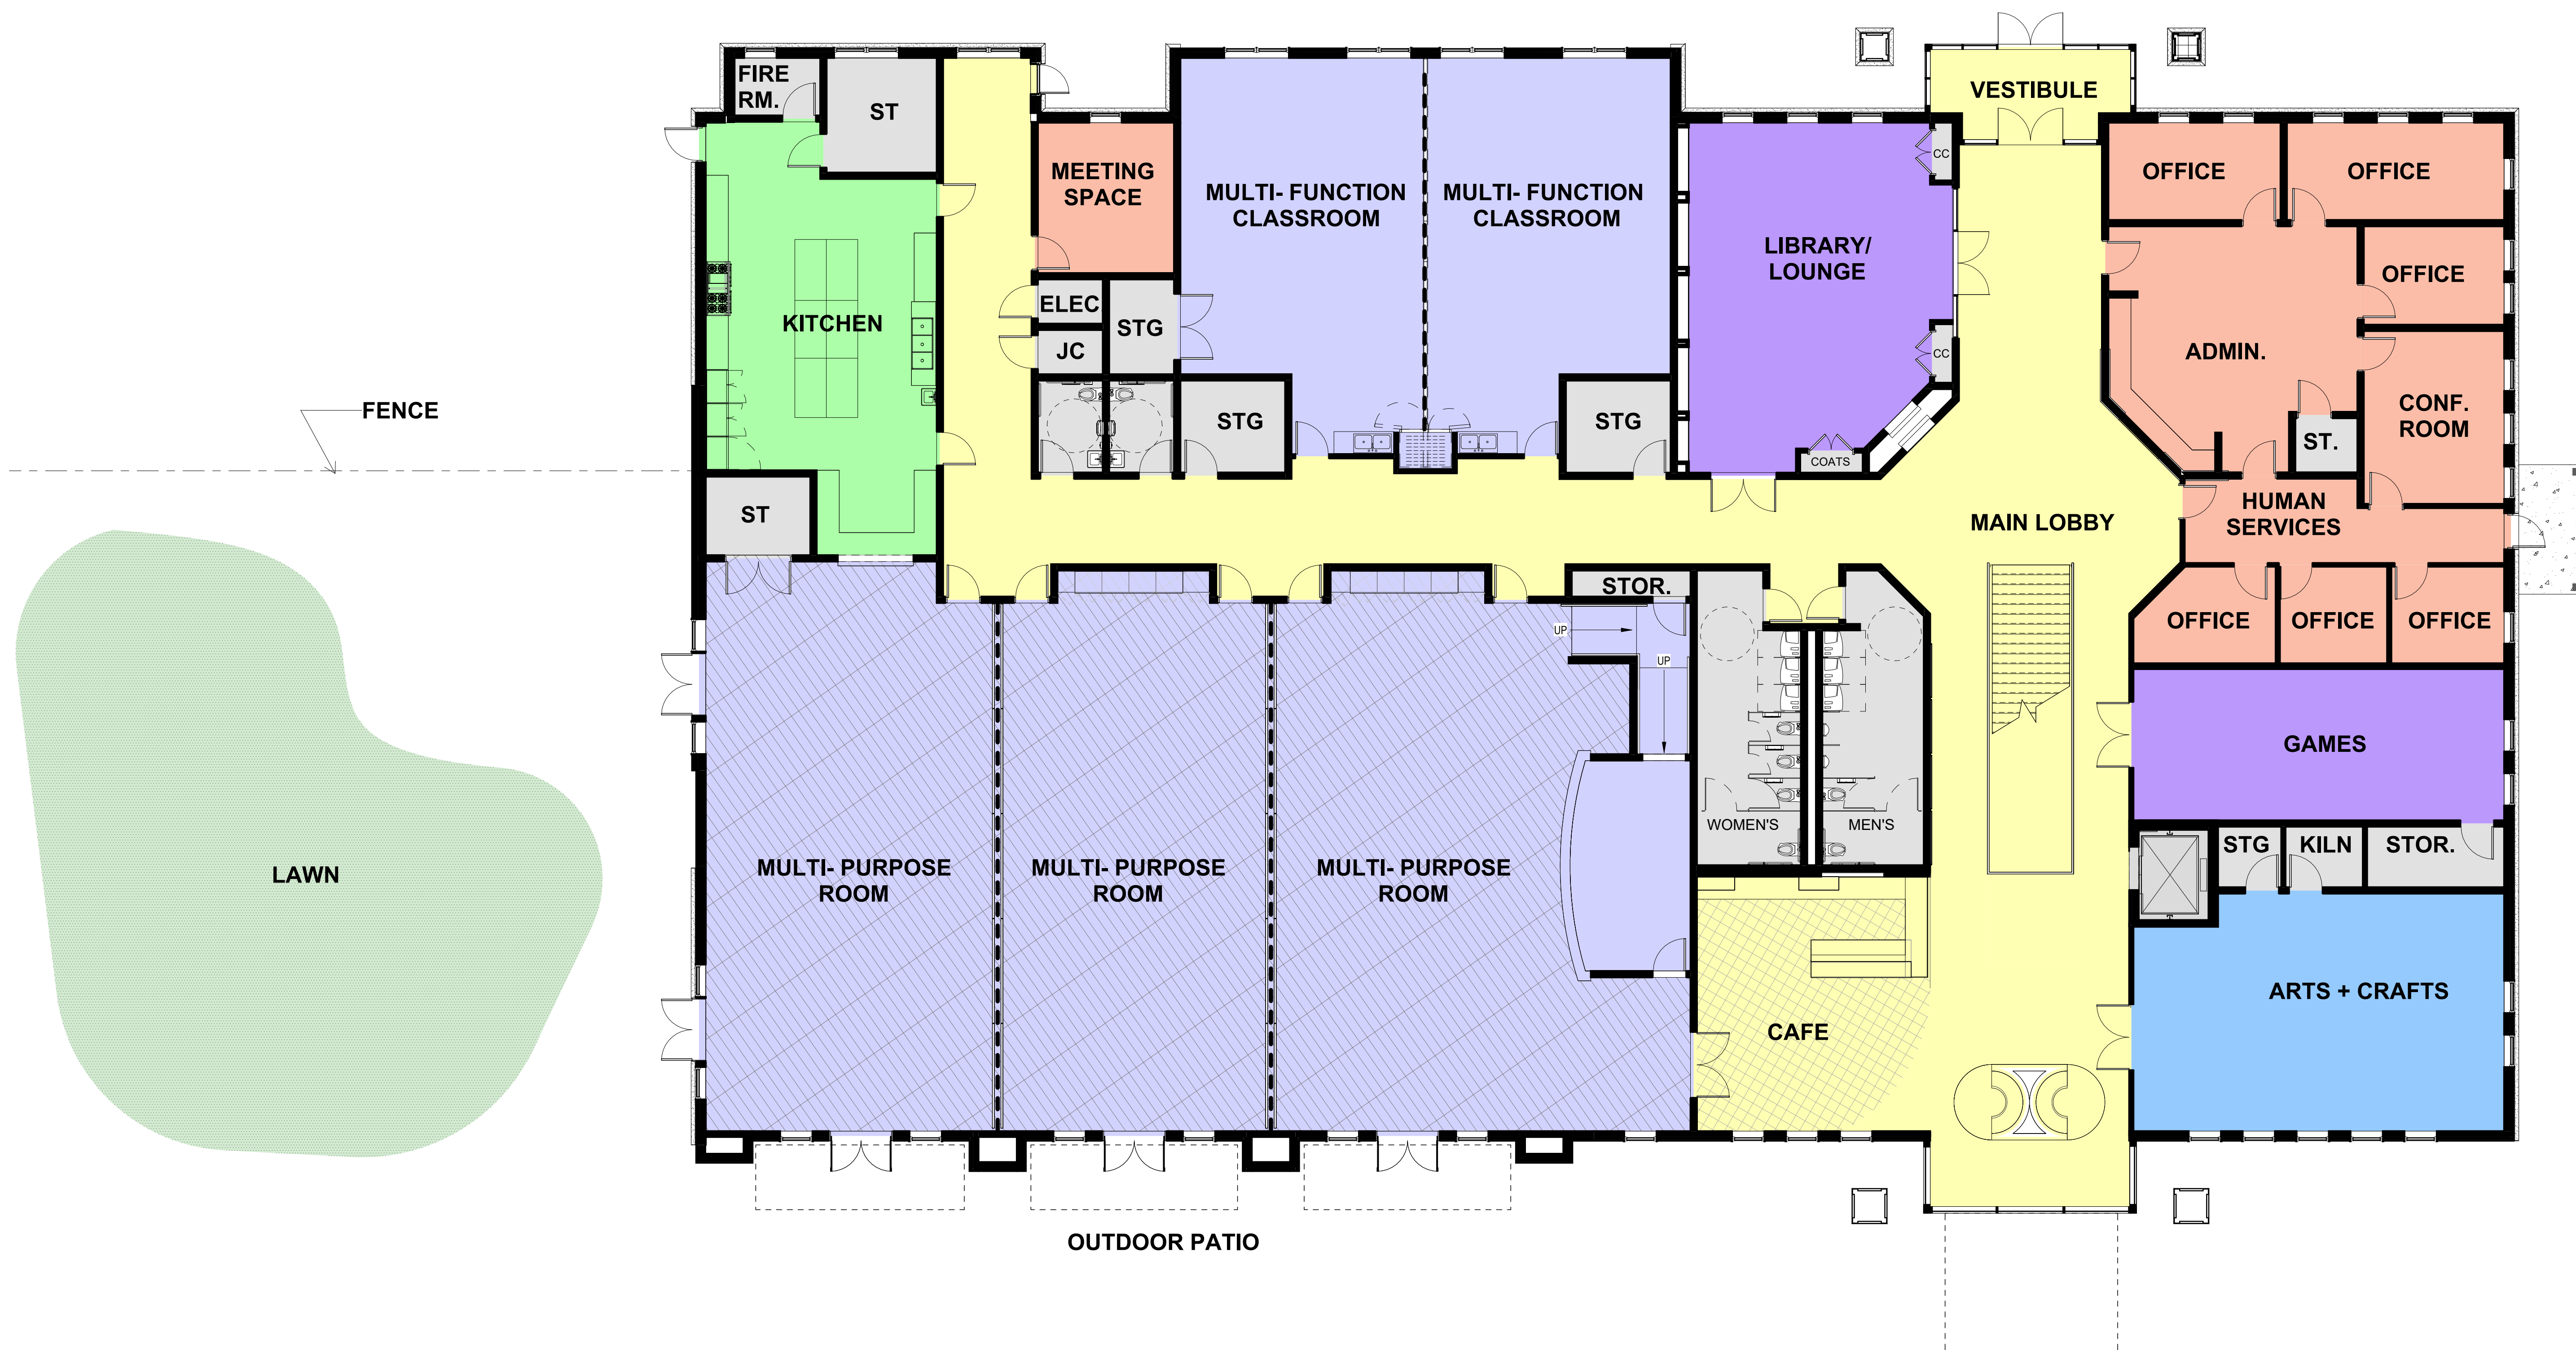 VESTIBULE
FIRE
RM.
ST
MEETING
SPACE
MULTI- FUNCTION
CLASSROOM
MULTI- FUNCTION
CLASSROOM
LIBRARY/
LOUNGE
CC
CC
COATS
OFFICE
OFFICE
OFFICE
ADMIN.
CONF.
ROOM
ST.
KITCHEN
ELEC
JC
STG
STG
STG
FENCE
ST
MAIN LOBBY
HUMAN
SERVICES
OFFICE
OFFICE
OFFICE
STOR.
UP
UP
GAMES
WOMEN'S
MEN'S
STG
KILN
STOR.
LAWN
MULTI- PURPOSE
ROOM
MULTI- PURPOSE
ROOM
MULTI- PURPOSE
ROOM
CAFE
ARTS + CRAFTS
OUTDOOR PATIO